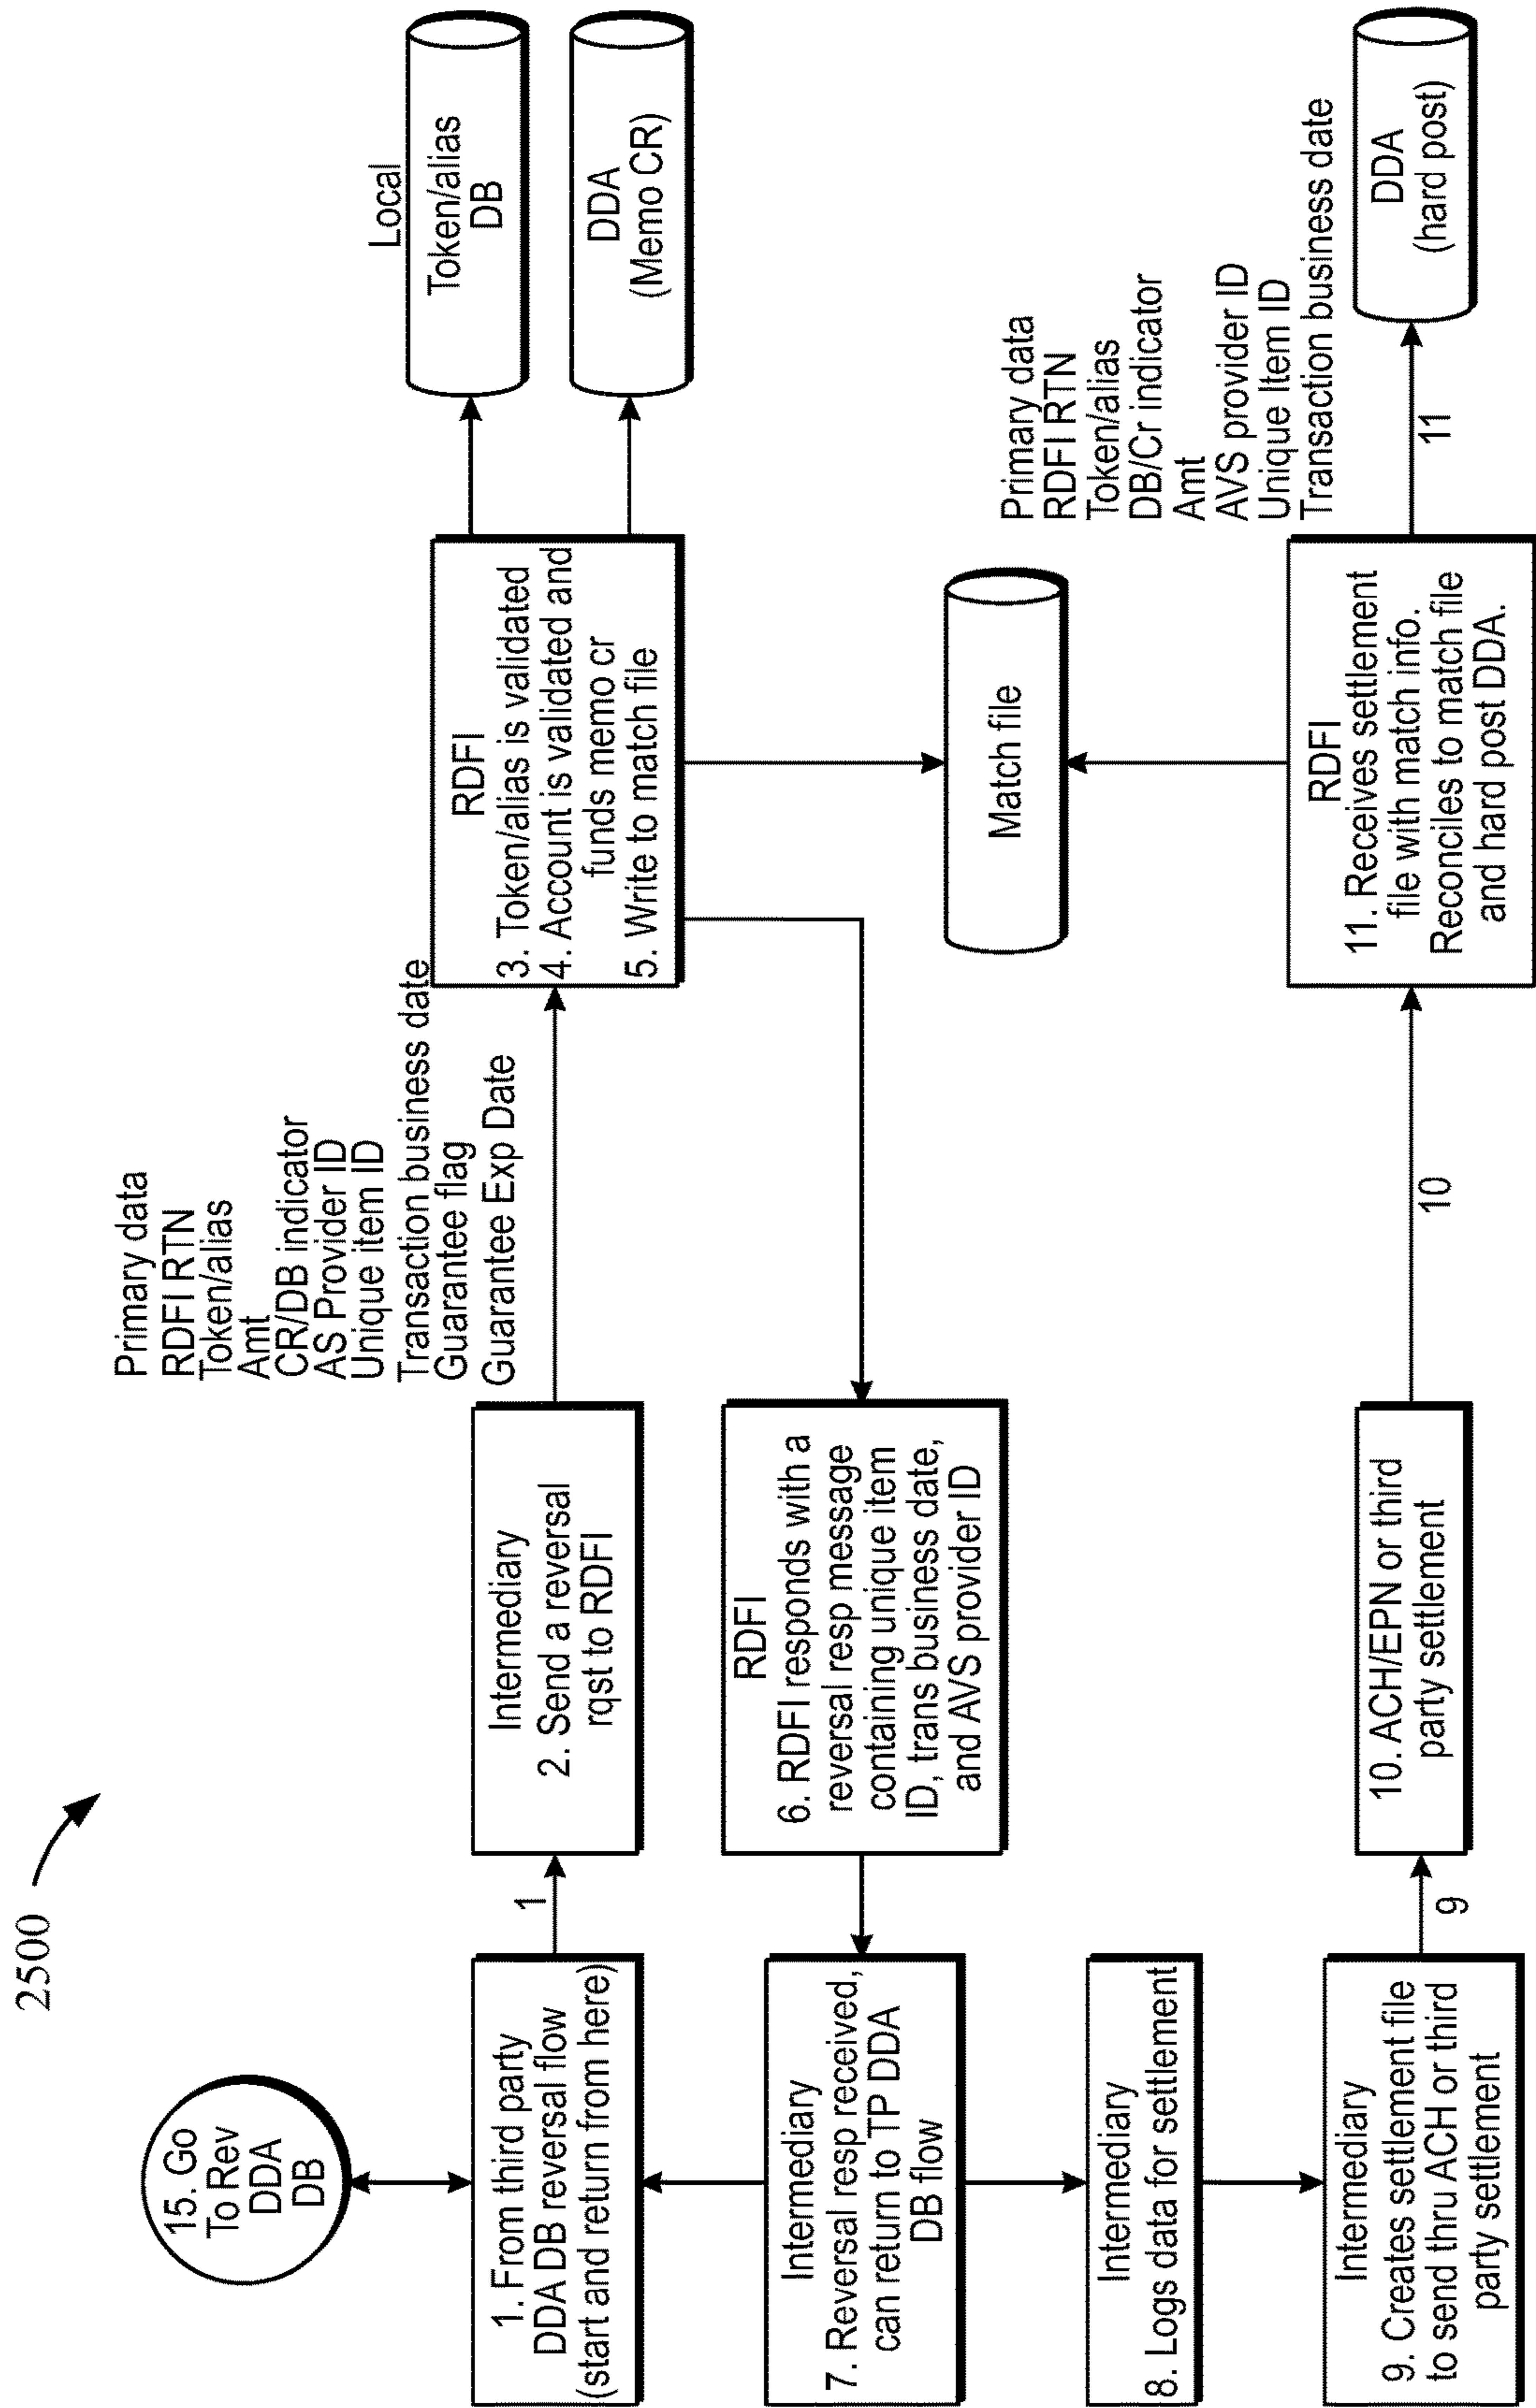 2500
15. Go
To Rev
DDA
DB
1. From third party
DDA DB reversal flow
(start and return from here)
1
Intermediary
2. Send a reversal
rqst to RDFI
Primary data
RDFI RTN
Token/alias
Amt
CR/DB indicator
AS Provider ID
Unique item ID
Transaction business date
Guarantee flag
Guarantee Exp Date
RDFI
3. Token/alias is validated
4. Account is validated and
funds memo cr
5. Write to match file
Local
Token/alias
DB
DDA
(Memo CR)
RDFI
6. RDFI responds with a
reversal resp message
containing unique item
ID, trans business date,
and AVS provider ID
Intermediary
7. Reversal resp received,
can return to TP DDA
DB flow
Match file
Intermediary
8. Logs data for settlement
Intermediary
9. Creates settlement file
to send thru ACH or third
party settlement
9
10. ACH/EPN or third
party settlement
10
RDFI
11. Receives settlement
file with match info.
Reconciles to match file
and hard post DDA.
Primary data
RDFI RTN
Token/alias
DB/Cr indicator
Amt
AVS provider ID
Unique Item ID
Transaction business date
11
DDA
(hard post)